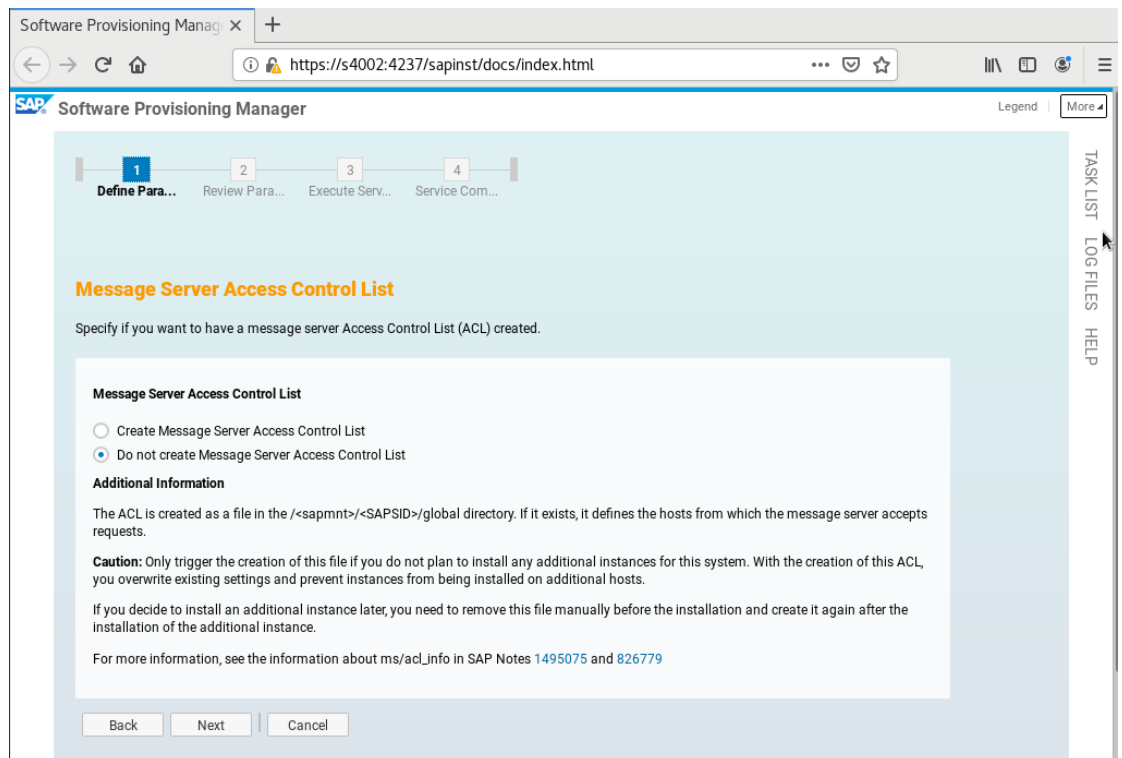 Software Provisioning Manag
https://s4002:4237/sapinst/docs/index.html
SAP Software Provisioning Manager
Legend
More
1
2
3
4
Define Para...
Review Para...
Execute Serv...
Service Com...
TASK LIST
LOG FILES
HELP
Message Server Access Control List
Specify if you want to have a message server Access Control List (ACL) created.
Message Server Access Control List
Create Message Server Access Control List
Do not create Message Server Access Control List
Additional Information
The ACL is created as a file in the /<sapmnt>/<SAPSID>/global directory. If it exists, it defines the hosts from which the message server accepts
requests.
Caution: Only trigger the creation of this file if you do not plan to install any additional instances for this system. With the creation of this ACL,
you overwrite existing settings and prevent instances from being installed on additional hosts.
If you decide to install an additional instance later, you need to remove this file manually before the installation and create it again after the
installation of the additional instance.
For more information, see the information about ms/acl_info in SAP Notes 1495075 and 826779
Back
Next
Cancel